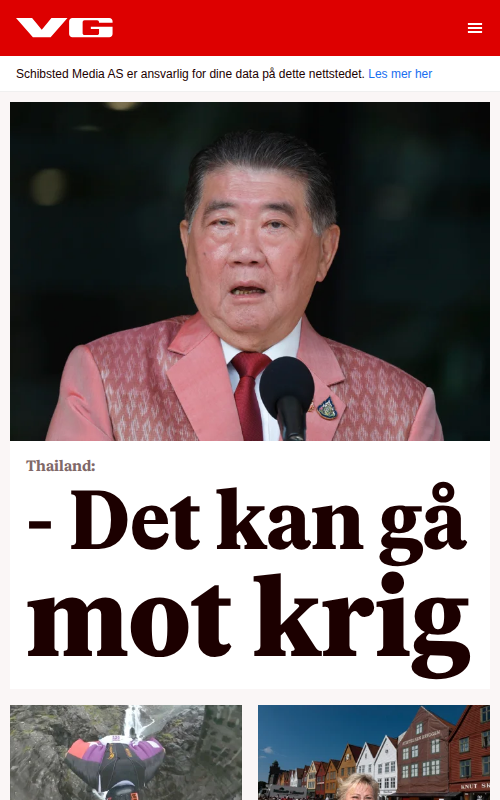 VG
Schibsted Media AS er ansvarlig for dine data på dette nettstedet. Les mer her
Thailand:
- Det kan gå
mot krig